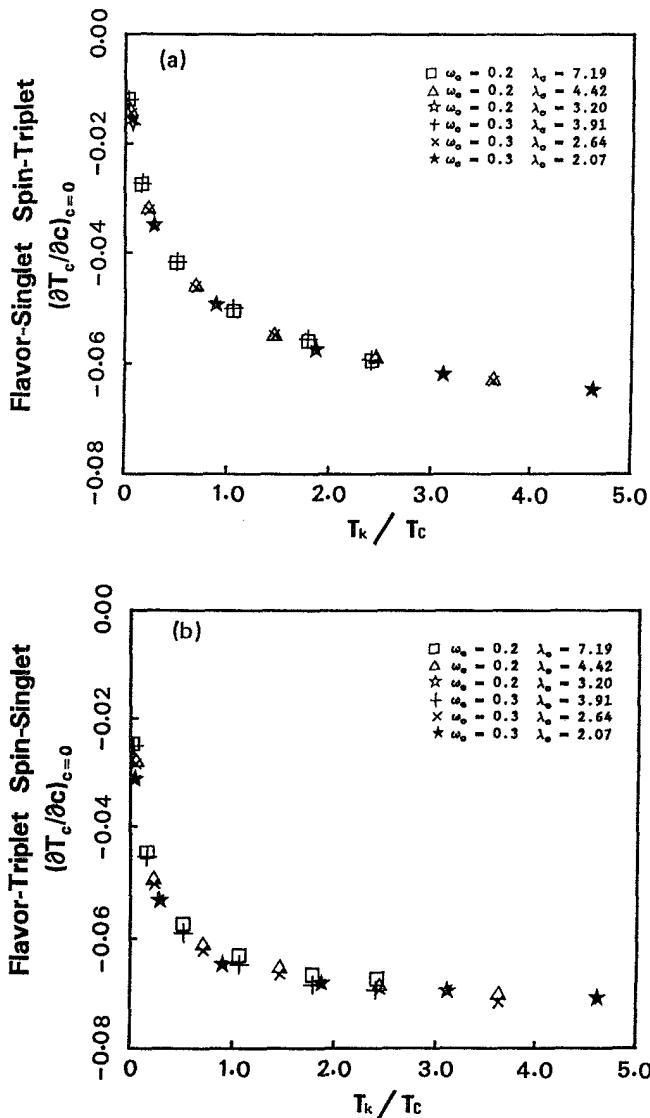 Flavor-Singlet Spin-Triplet
(∂Tc/∂c)c=0
0.00
-0.02
-0.04
-0.06
-0.08
(a)
□ ω₀ = 0.2 λ₀ = 7.19
△ ω₀ = 0.2 λ₀ = 4.42
☆ ω₀ = 0.2 λ₀ = 3.20
+ ω₀ = 0.3 λ₀ = 3.91
× ω₀ = 0.3 λ₀ = 2.64
★ ω₀ = 0.3 λ₀ = 2.07
0 1.0 2.0 3.0 4.0 5.0
Tk / Tc
Flavor-Triplet Spin-Singlet
(∂Tc/∂c)c=0
0.00
-0.02
-0.04
-0.06
-0.08
(b)
□ ω₀ = 0.2 λ₀ = 7.19
△ ω₀ = 0.2 λ₀ = 4.42
☆ ω₀ = 0.2 λ₀ = 3.20
+ ω₀ = 0.3 λ₀ = 3.91
× ω₀ = 0.3 λ₀ = 2.64
★ ω₀ = 0.3 λ₀ = 2.07
0 1.0 2.0 3.0 4.0 5.0
Tk / Tc